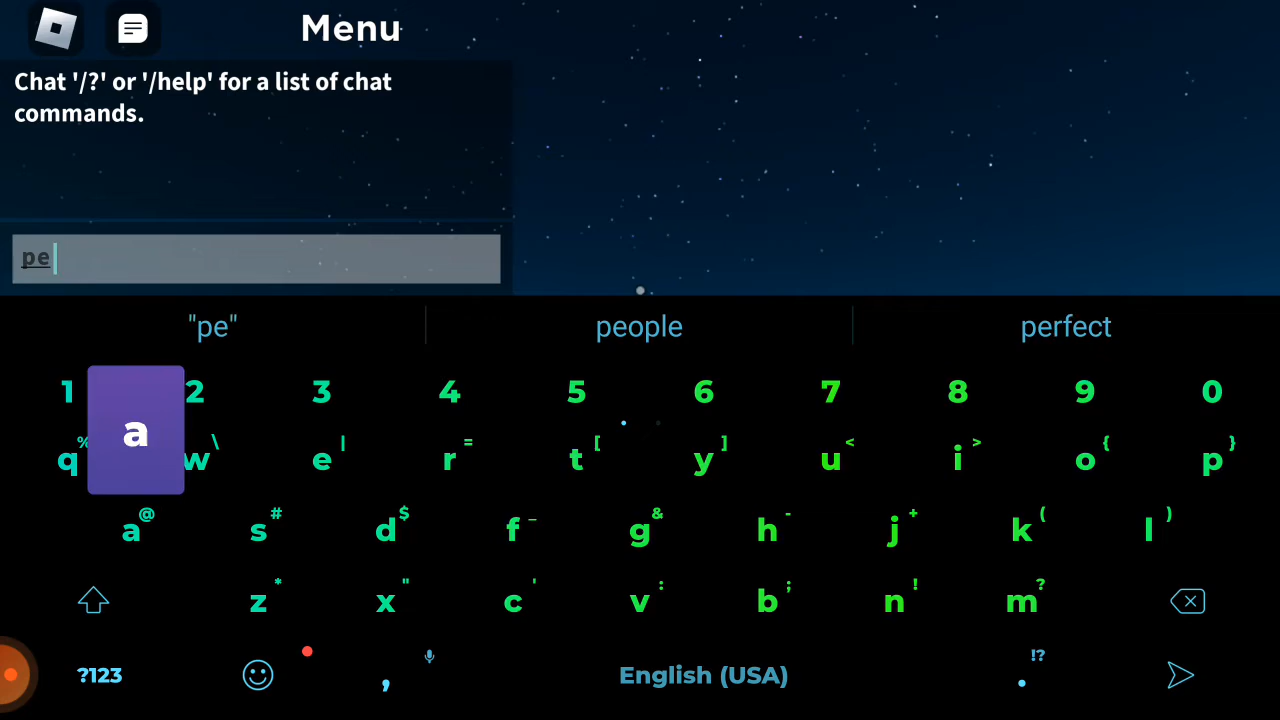 Menu
Chat '/?' or '/help' for a list of chat
commands.
pe
"pe" people perfect
1 2 3 4 5 6 7 8 9 0
q% w\ e| r= t[ y] u< i> o{ p}
a
a@ s# d$ f_ g& h- j+ k( l)
z* x" c' v: b; n! m?
?123 , English (USA) . !?